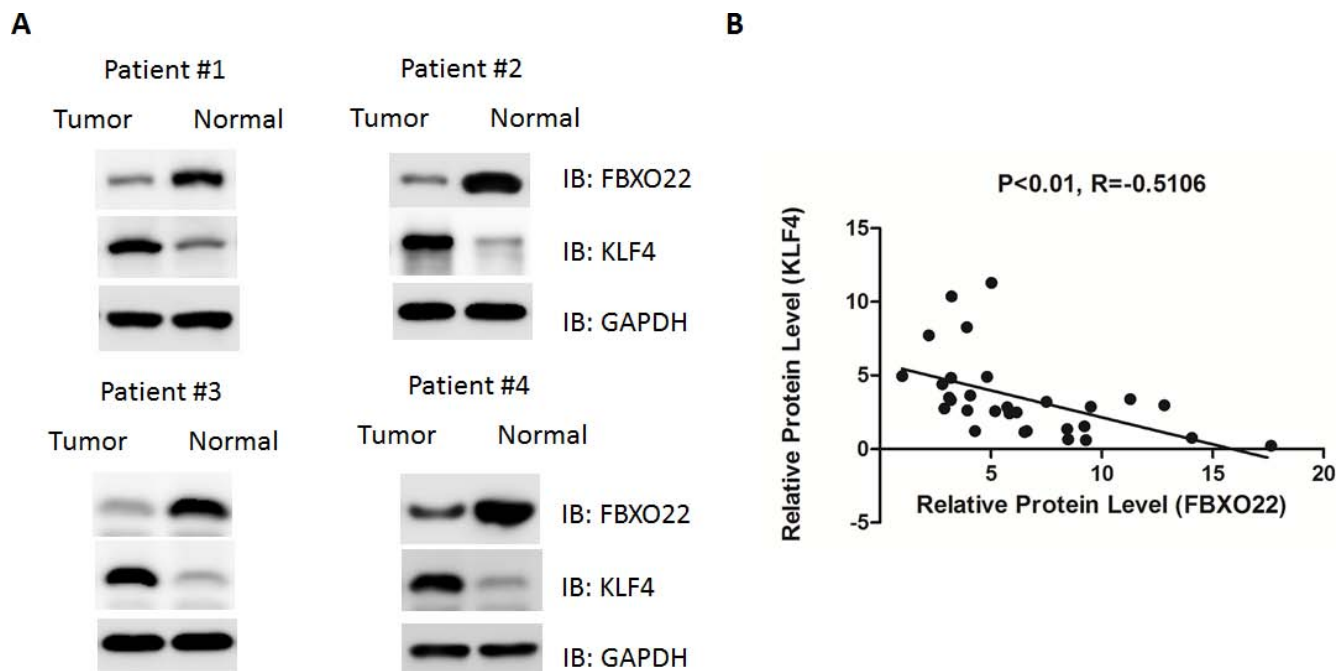 A
Patient #1
Tumor Normal
Patient #2
Tumor Normal
IB: FBXO22
IB: KLF4
IB: GAPDH
Patient #3
Tumor Normal
Patient #4
Tumor Normal
IB: FBXO22
IB: KLF4
IB: GAPDH
B
P<0.01, R=-0.5106
Relative Protein Level (KLF4)
15
10
5
0
-5
5 10 15 20
Relative Protein Level (FBXO22)